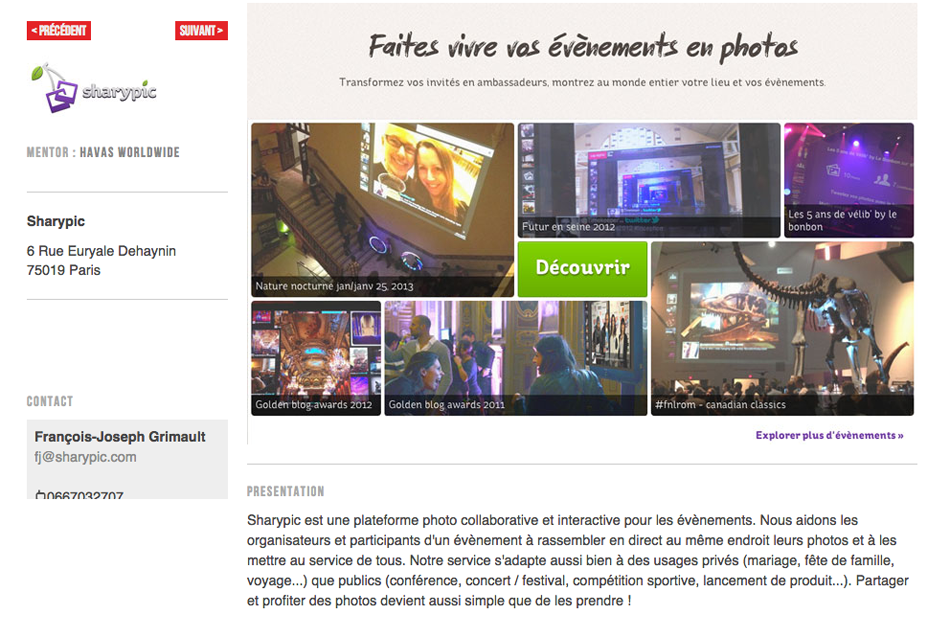 < PRÉCÉDENT
SUIVANT >
sharypic
MENTOR : HAVAS WORLDWIDE
Sharypic
6 Rue Euryale Dehaynin
75019 Paris
CONTACT
François-Joseph Grimault
fj@sharypic.com
0667032707
Faites vivre vos évènements en photos
Transformez vos invités en ambassadeurs, montrez au monde entier votre lieu et vos évènements.
Nature nocturne jan/janv 25, 2013
Futur en seine 2012
Les 5 ans de vélib' by le
bonbon
Découvrir
Golden blog awards 2012
Golden blog awards 2011
#fnlrom - canadian classics
Explorer plus d'évènements »
PRESENTATION
Sharypic est une plateforme photo collaborative et interactive pour les évènements. Nous aidons les
organisateurs et participants d'un évènement à rassembler en direct au même endroit leurs photos et à les
mettre au service de tous. Notre service s'adapte aussi bien à des usages privés (mariage, fête de famille,
voyage...) que publics (conférence, concert / festival, compétition sportive, lancement de produit...). Partager
et profiter des photos devient aussi simple que de les prendre !